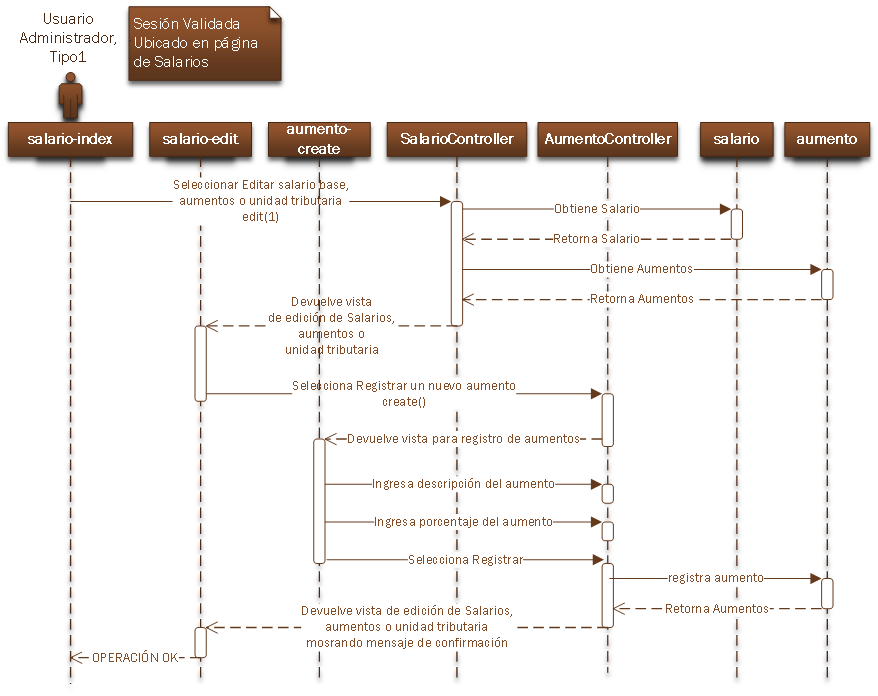 Usuario
Administrador,
Tipo1
Sesión Validada
Ubicado en página
de Salarios
salario-index
salario-edit
aumento-
create
SalarioController
AumentoController
salario
aumento
Seleccionar Editar salario base,
aumentos o unidad tributaria
edit(1)
Obtiene Salario
Retorna Salario
Obtiene Aumentos
Retorna Aumentos
Devuelve vista
de edición de Salarios,
aumentos o
unidad tributaria
Selecciona Registrar un nuevo aumento
create()
Devuelve vista para registro de aumentos
Ingresa descripción del aumento
Ingresa porcentaje del aumento
Selecciona Registrar
registra aumento
Retorna Aumentos
Devuelve vista de edición de Salarios,
aumentos o unidad tributaria
mosrando mensaje de confirmación
OPERACIÓN OK